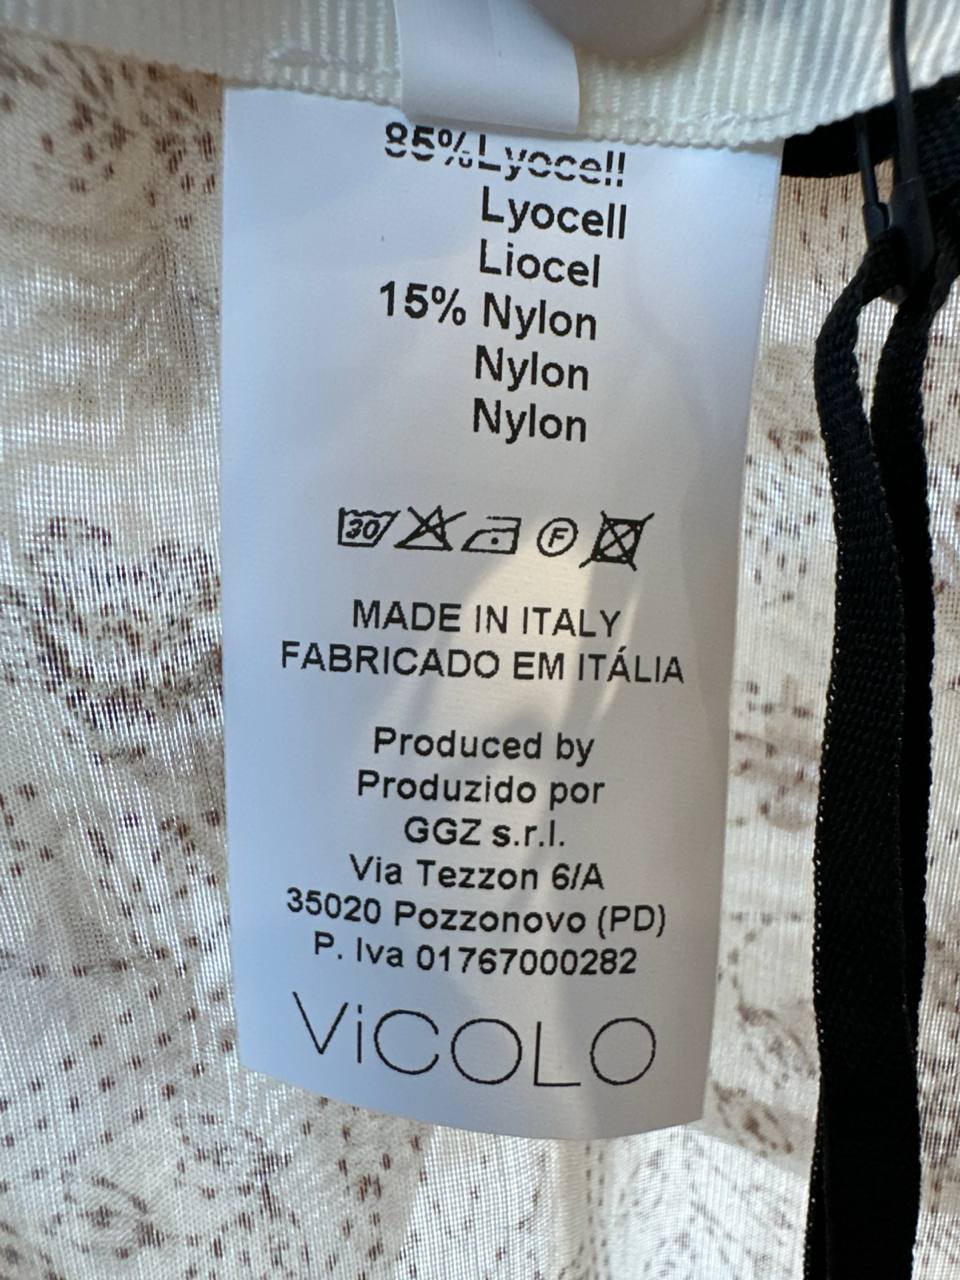 85% Lyocell
Lyocell
Liocel
15% Nylon
Nylon
Nylon
30 F
MADE IN ITALY
FABRICADO EM ITÁLIA
Produced by
Produzido por
GGZ s.r.l.
Via Tezzon 6/A
35020 Pozzonovo (PD)
P. Iva 01767000282
ViCOLO